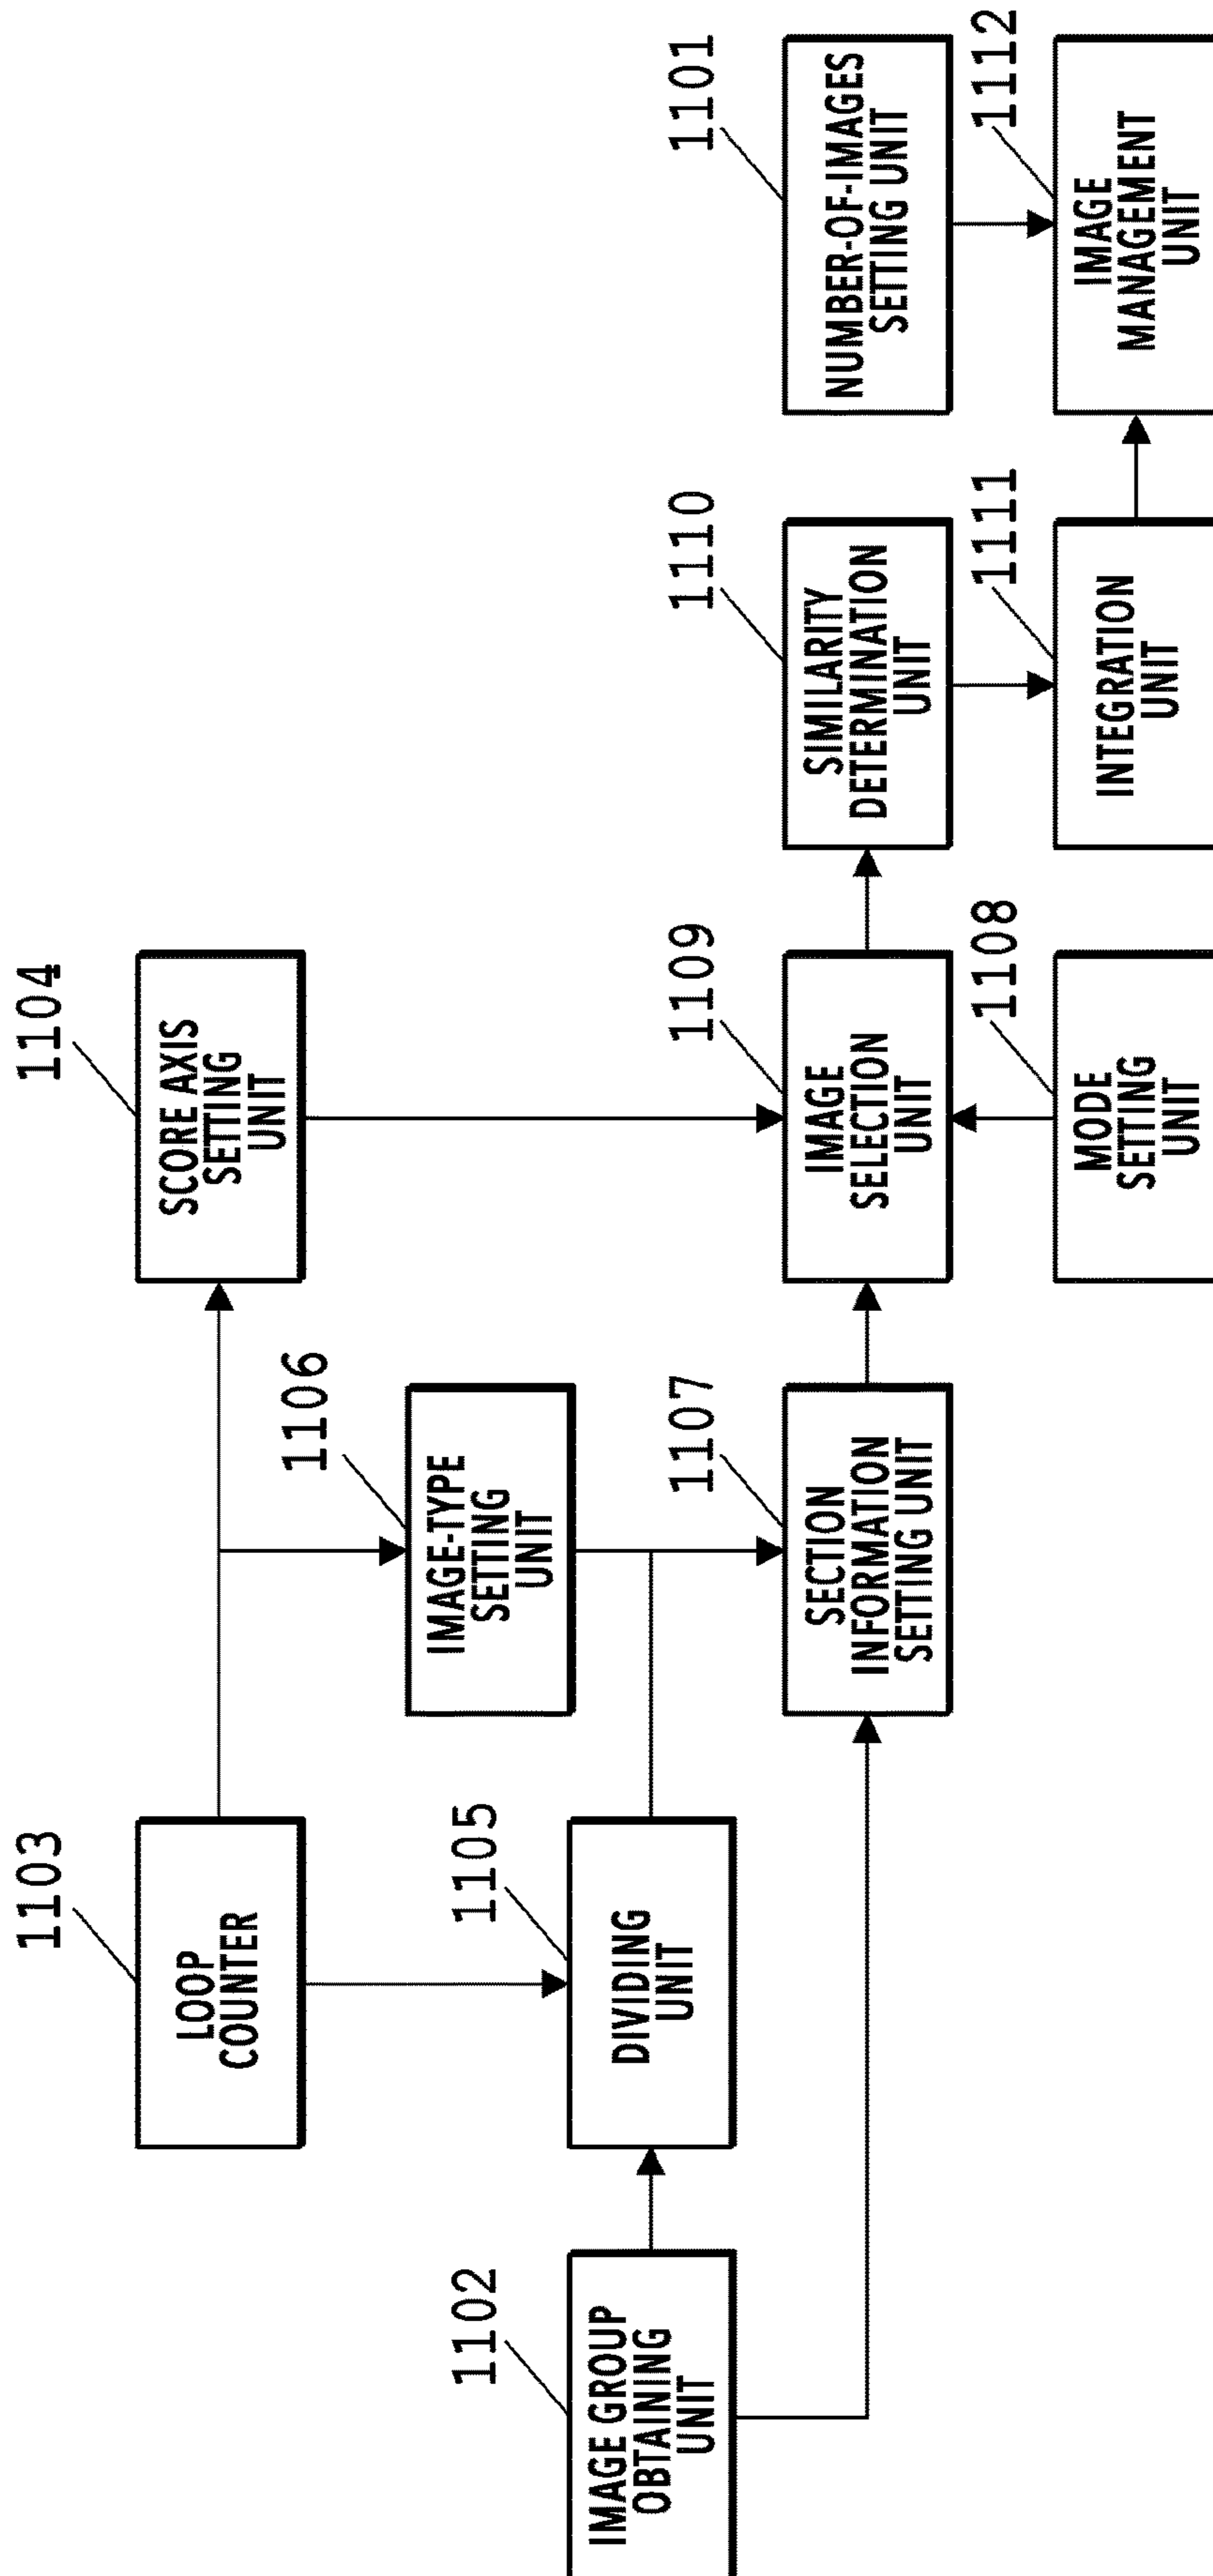 1103
LOOP
COUNTER
1104
SCORE AXIS
SETTING
UNIT
1106
IMAGE-TYPE
SETTING
UNIT
1102
IMAGE GROUP
OBTAINING
UNIT
1105
DIVIDING
UNIT
1107
SECTION
INFORMATION
SETTING UNIT
1109
IMAGE
SELECTION
UNIT
1110
SIMILARITY
DETERMINATION
UNIT
1101
NUMBER-OF-IMAGES
SETTING UNIT
1108
MODE
SETTING
UNIT
1111
INTEGRATION
UNIT
1112
IMAGE
MANAGEMENT
UNIT